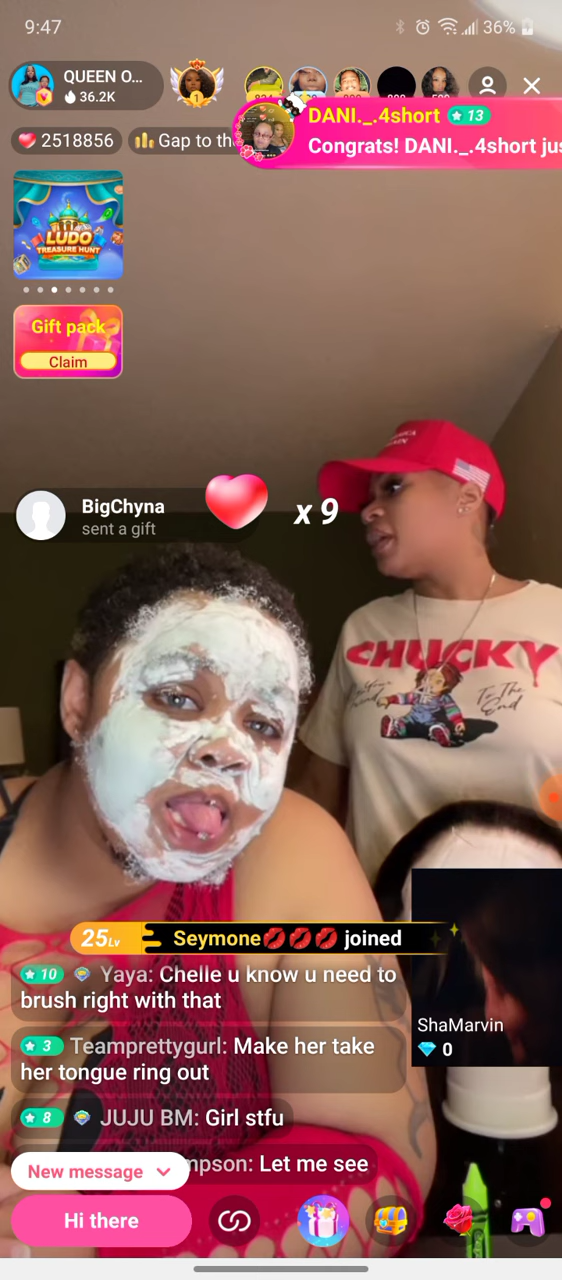 9:47
36%
QUEEN O...
36.2K
1
DANI._.4short
13
Congrats! DANI._.4short jus
2518856
Gap to th
LUDO
TREASURE HUNT
Gift pack
Claim
BigChyna
sent a gift
x 9
CHUCKY
To The
End
25Lv
Seymone💋💋💋 joined
10 Yaya: Chelle u know u need to
brush right with that
3 Teamprettygurl: Make her take
her tongue ring out
ShaMarvin
0
8 JUJU BM: Girl stfu
mpson: Let me see
New message
Hi there